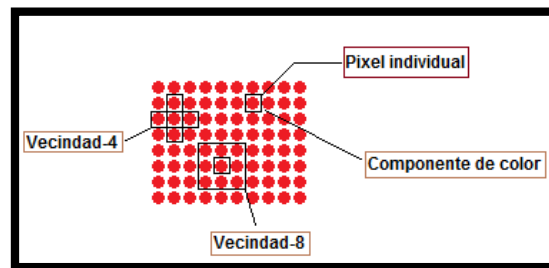 Pixel individual
Vecindad-4
Componente de color
Vecindad-8